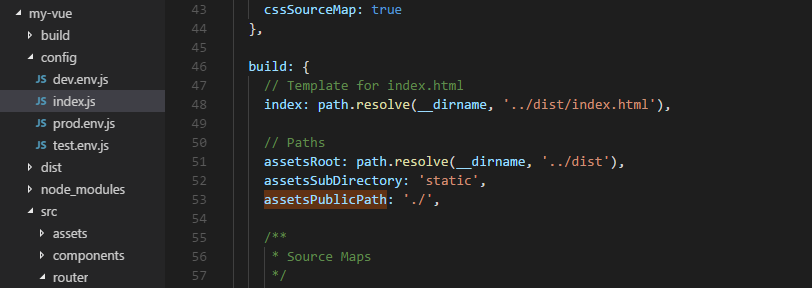 my-vue
build
config
JS dev.env.js
JS index.js
JS prod.env.js
JS test.env.js
dist
node_modules
src
assets
components
router
43 cssSourceMap: true
44 },
45
46 build: {
47 // Template for index.html
48 index: path.resolve(__dirname, '../dist/index.html'),
49
50 // Paths
51 assetsRoot: path.resolve(__dirname, '../dist'),
52 assetsSubDirectory: 'static',
53 assetsPublicPath: './',
54
55 /**
56 * Source Maps
57 */